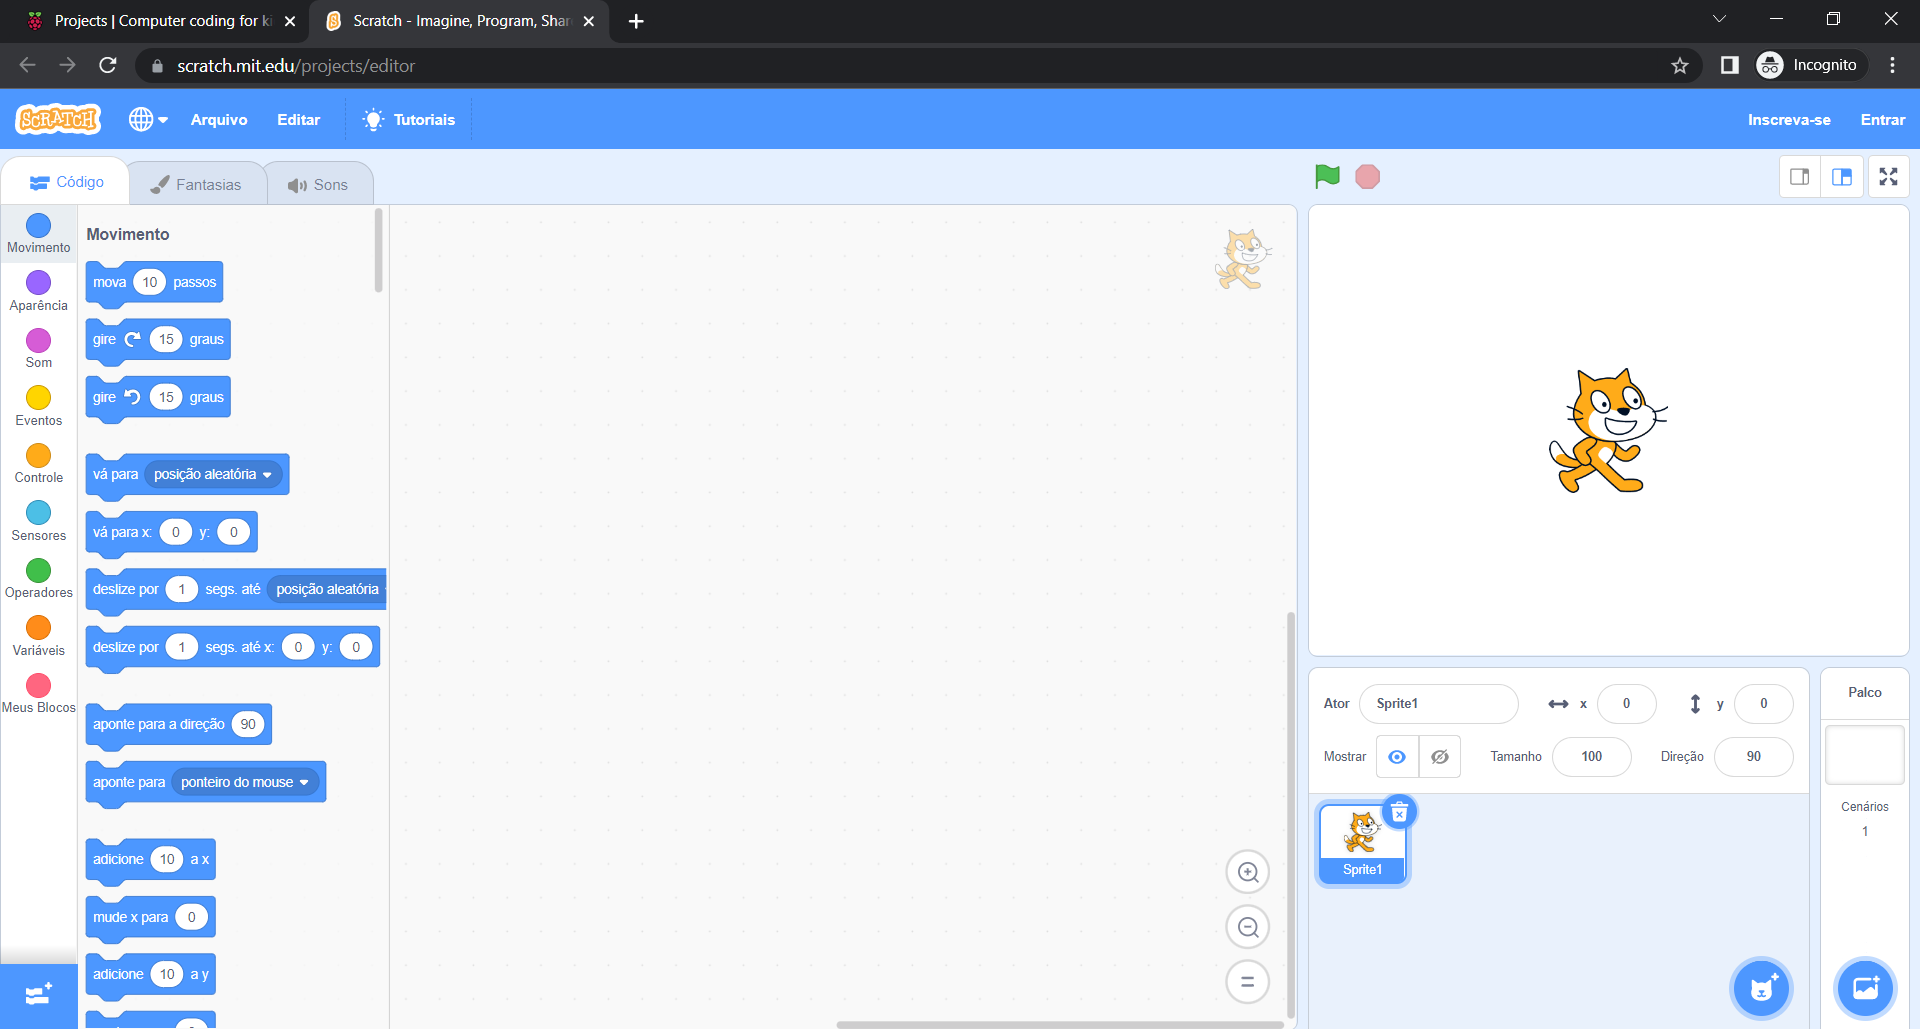 Projects | Computer coding for ki
Scratch - Imagine, Program, Shar
scratch.mit.edu/projects/editor
Incognito
SCRATCH
Arquivo
Editar
Tutoriais
Inscreva-se
Entrar
Código
Fantasias
Sons
Movimento
Aparência
Som
Eventos
Controle
Sensores
Operadores
Variáveis
Meus Blocos
Movimento
mova 10 passos
gire 15 graus
gire 15 graus
vá para posição aleatória
vá para x: 0 y: 0
deslize por 1 segs. até posição aleatória
deslize por 1 segs. até x: 0 y: 0
aponte para a direção 90
aponte para ponteiro do mouse
adicione 10 a x
mude x para 0
adicione 10 a y
Ator Sprite1 x 0 y 0
Mostrar Tamanho 100 Direção 90
Sprite1
Palco
Cenários
1